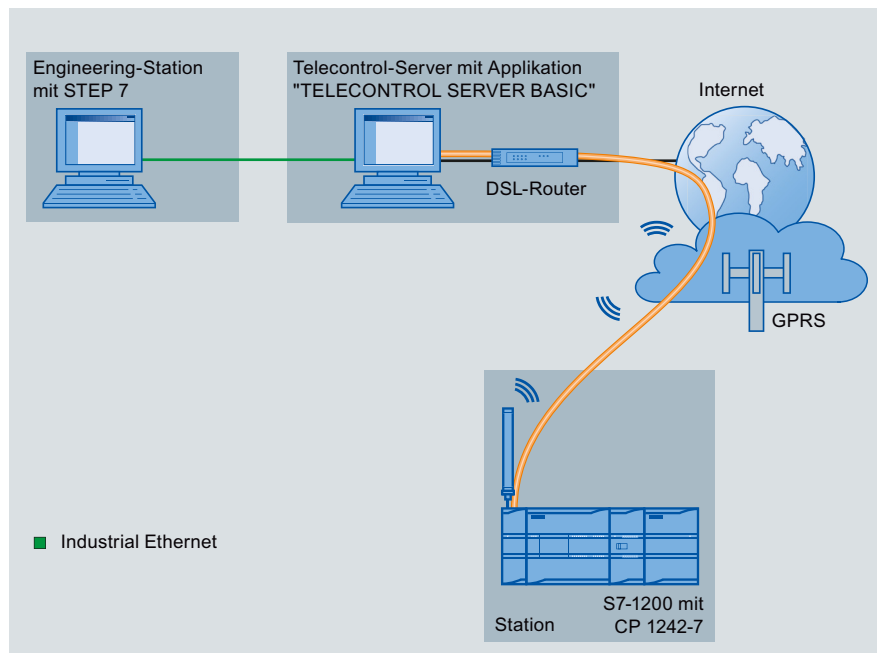 Engineering-Station
mit STEP 7
Telecontrol-Server mit Applikation
"TELECONTROL SERVER BASIC"
Internet
DSL-Router
GPRS
Industrial Ethernet
S7-1200 mit
CP 1242-7
Station